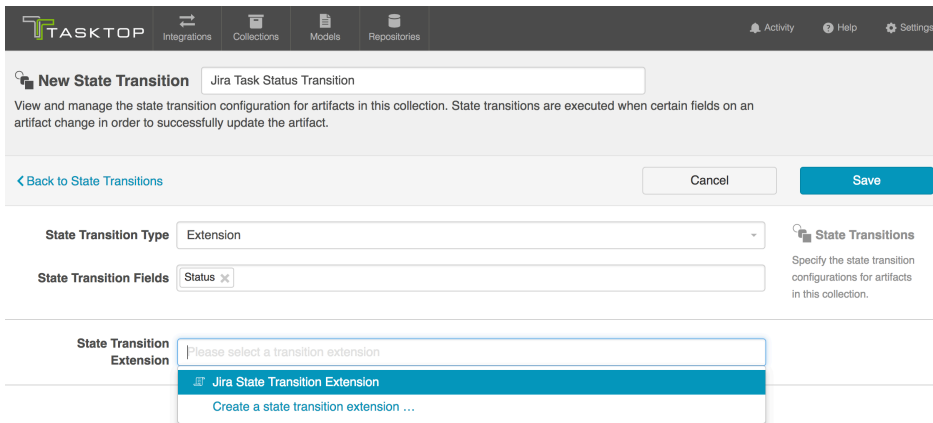 TASKTOP
Integrations
Collections
Models
Repositories
Activity
Help
Settings
New State Transition
Jira Task Status Transition
View and manage the state transition configuration for artifacts in this collection. State transitions are executed when certain fields on an
artifact change in order to successfully update the artifact.
Back to State Transitions
Cancel
Save
State Transition Type
Extension
State Transitions
Specify the state transition
configurations for artifacts
in this collection.
State Transition Fields
Status
State Transition
Extension
Please select a transition extension
Jira State Transition Extension
Create a state transition extension …